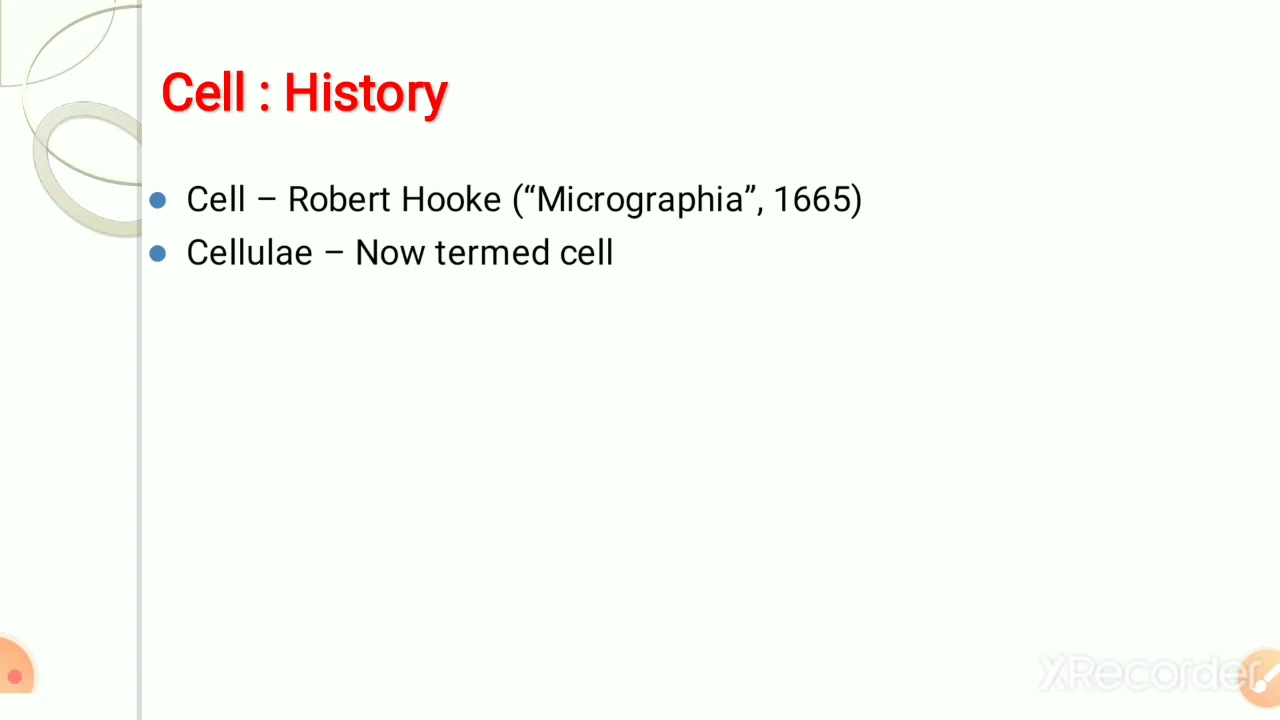 Cell : History
Cell – Robert Hooke (“Micrographia”, 1665)
Cellulae – Now termed cell
XRecorder